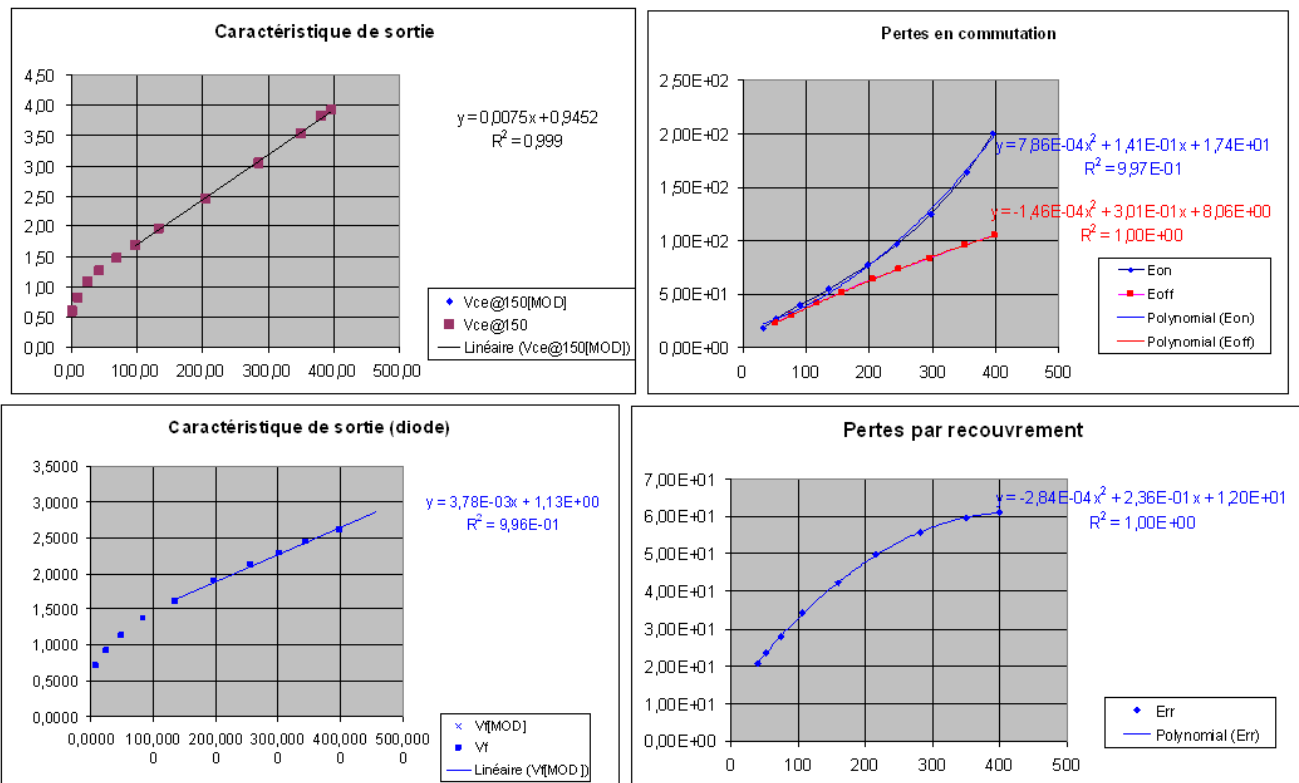 Caractéristique de sortie
4,50
4,00
3,50
3,00
2,50
2,00
1,50
1,00
0,50
0,00
0,00 100,00 200,00 300,00 400,00 500,00
y = 0,0075x + 0,9452
R² = 0,999
Vce@150[MOD]
Vce@150
Linéaire (Vce@150[MOD])
Pertes en commutation
2,50E+02
2,00E+02
1,50E+02
1,00E+02
5,00E+01
0,00E+00
0 100 200 300 400 500
y = 7,86E-04x² + 1,41E-01x + 1,74E+01
R² = 9,97E-01
y = -1,46E-04x² + 3,01E-01x + 8,06E+00
R² = 1,00E+00
Eon
Eoff
Polynomial (Eon)
Polynomial (Eoff)
Caractéristique de sortie (diode)
3,5000
3,0000
2,5000
2,0000
1,5000
1,0000
0,5000
0,0000
0,0000 100,000 200,000 300,000 400,000 500,000
0 0 0 0 0
y = 3,78E-03x + 1,13E+00
R² = 9,96E-01
Vf[MOD]
Vf
Linéaire (Vf[MOD])
Pertes par recouvrement
7,00E+01
6,00E+01
5,00E+01
4,00E+01
3,00E+01
2,00E+01
1,00E+01
0,00E+00
0 100 200 300 400 500
y = -2,84E-04x² + 2,36E-01x + 1,20E+01
R² = 1,00E+00
Err
Polynomial (Err)